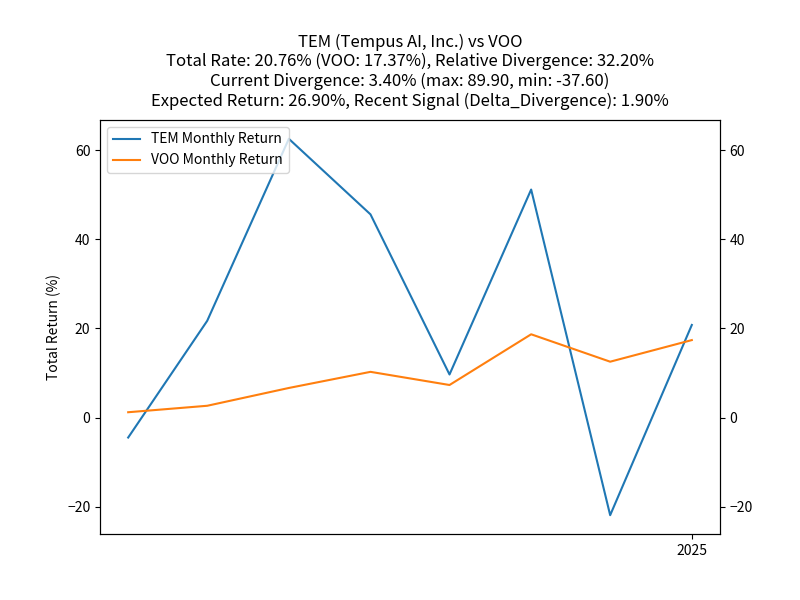 TEM (Tempus AI, Inc.) vs VOO
Total Rate: 20.76% (VOO: 17.37%), Relative Divergence: 32.20%
Current Divergence: 3.40% (max: 89.90, min: -37.60)
Expected Return: 26.90%, Recent Signal (Delta_Divergence): 1.90%
TEM Monthly Return
VOO Monthly Return
Total Return (%)
60
40
20
0
−20
60
40
20
0
−20
2025